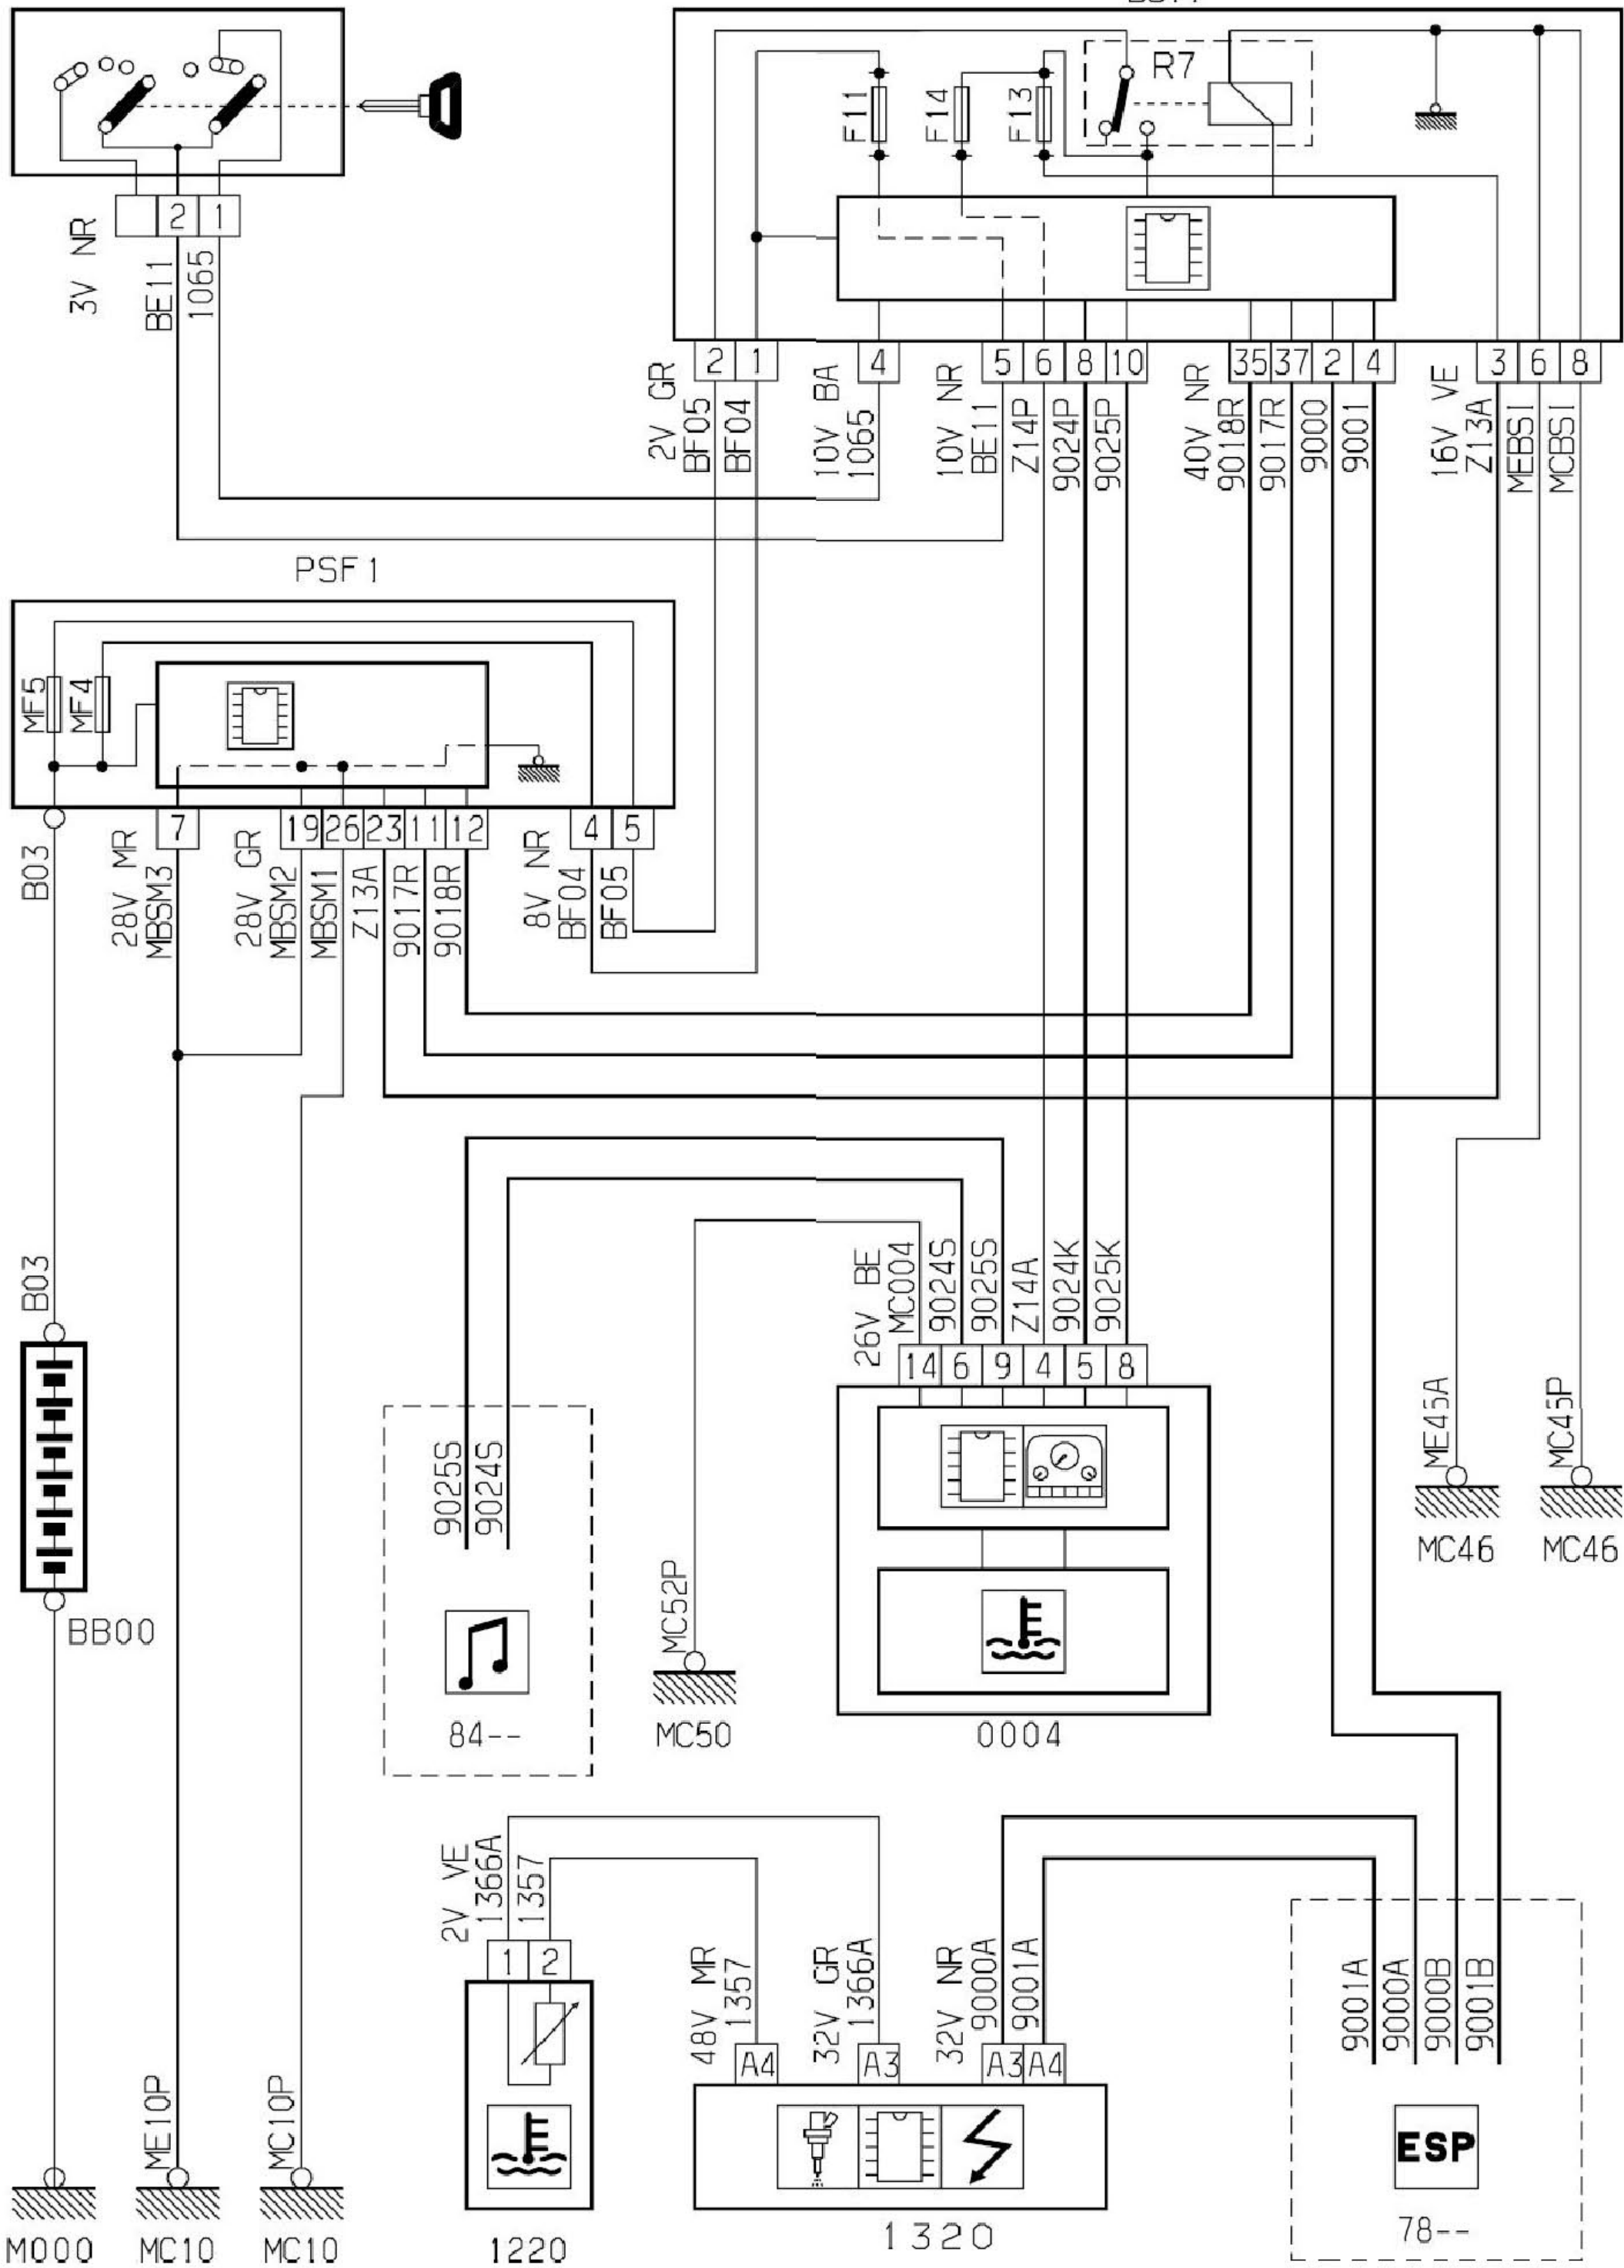 R7
F11
F14
F13
2
1
3V NR
BE11
1065
2
1
4
5
6
8
10
35
37
2
4
3
6
8
2V GR
BF05
BF04
10V BA
1065
10V NR
BE11
Z14P
9024P
9025P
40V NR
9018R
9017R
9000
9001
16V VE
Z13A
MEBSI
MCBSI
PSF1
MF5
MF4
7
19
26
23
11
12
4
5
B03
28V MR
MBSM3
28V GR
MBSM2
MBSM1
Z13A
9017R
9018R
8V NR
BF04
BF05
B03
26V BE
MC004
9024S
9025S
Z14A
9024K
9025K
14
6
9
4
5
8
9025S
9024S
ME45A
MC45P
MC46
MC46
BB00
MC52P
84--
MC50
0004
2V VE
1366A
1357
1
2
48V MR
1357
32V GR
1366A
32V NR
9000A
9001A
A4
A3
A3
A4
9001A
9000A
9000B
9001B
ME10P
MC10P
ESP
M000
MC10
MC10
1220
1320
78--